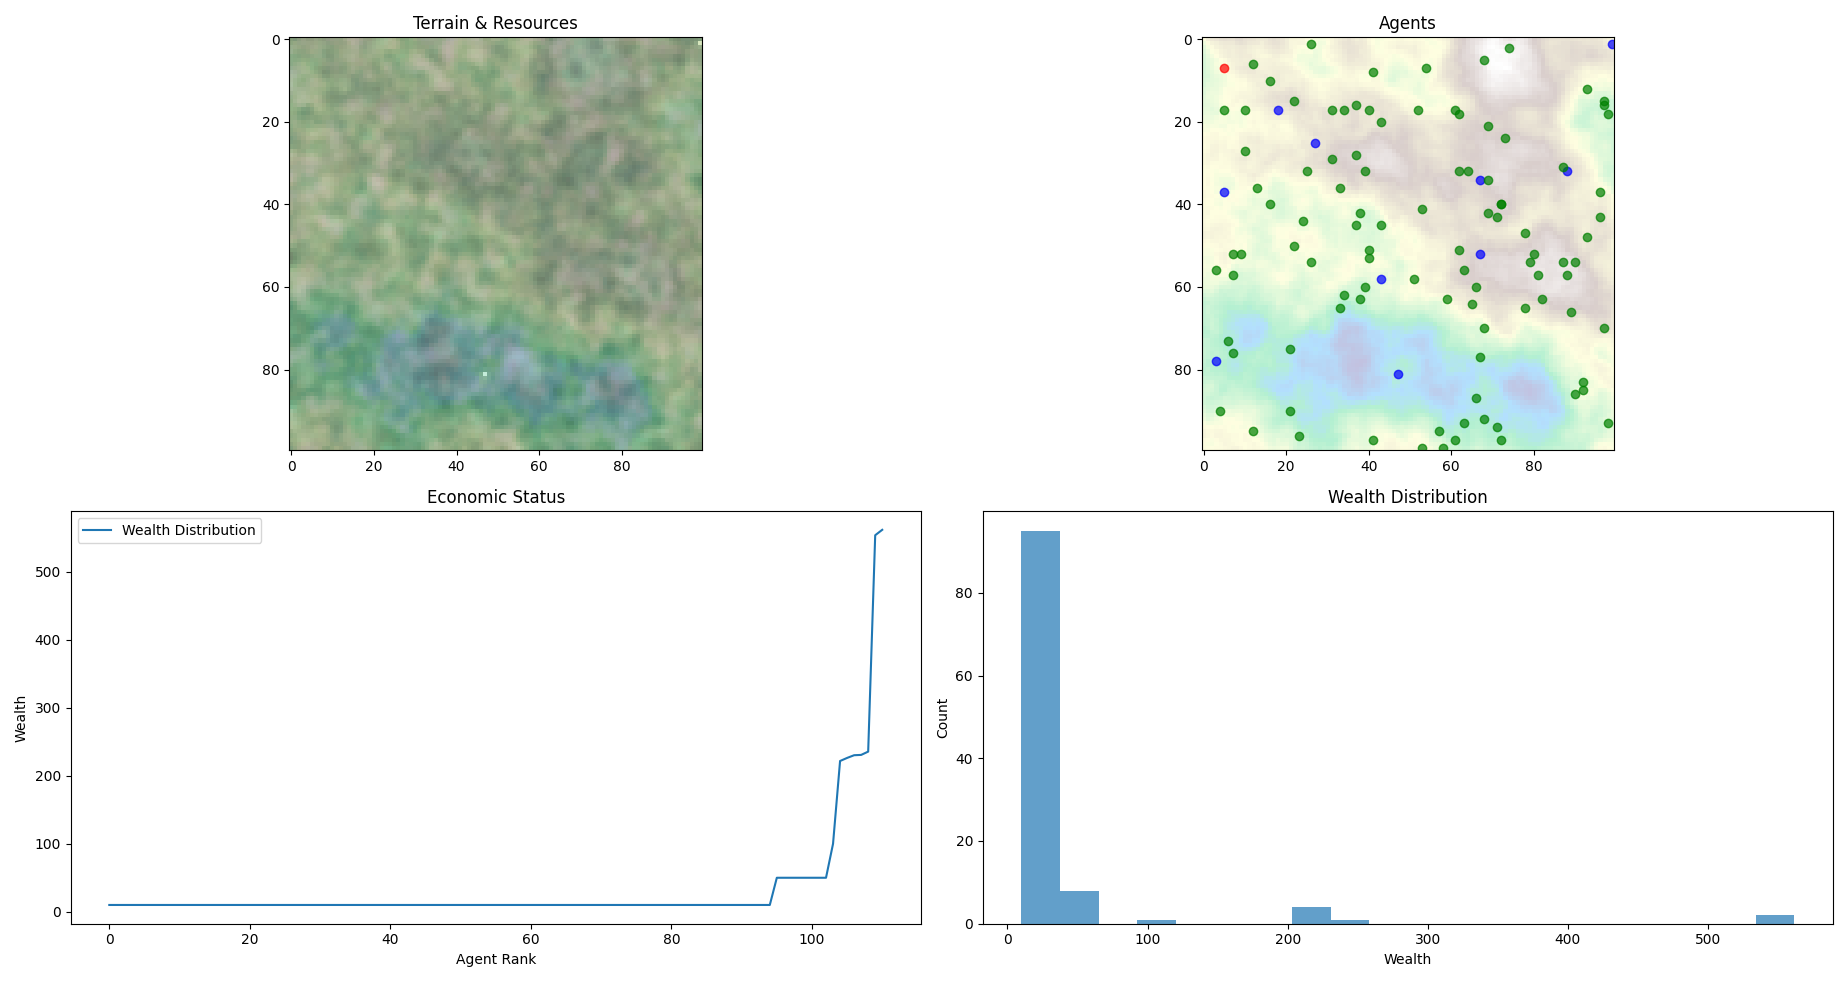 Terrain & Resources
0
20
40
60
80
0 20 40 60 80
Agents
0
20
40
60
80
0 20 40 60 80
Economic Status
Wealth Distribution
500
400
300
200
100
0
Wealth
0 20 40 60 80 100
Agent Rank
Wealth Distribution
80
60
40
20
0
Count
0 100 200 300 400 500
Wealth